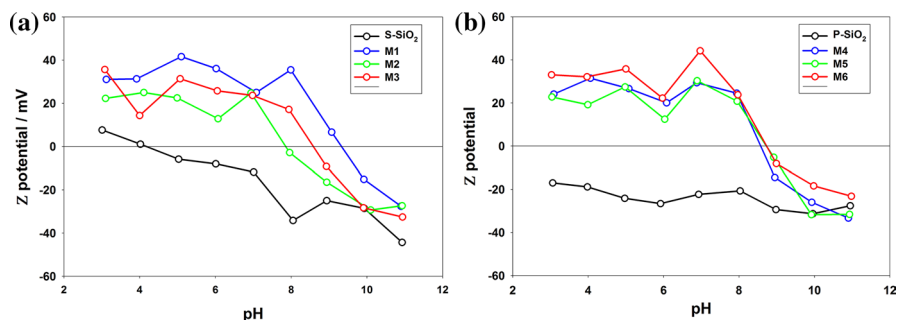 (a)
60
40
20
0
-20
-40
-60
2 4 6 8 10 12
Z potential / mV
pH
S-SiO₂
M1
M2
M3
(b)
60
40
20
0
-20
-40
-60
2 4 6 8 10 12
Z potential
pH
P-SiO₂
M4
M5
M6